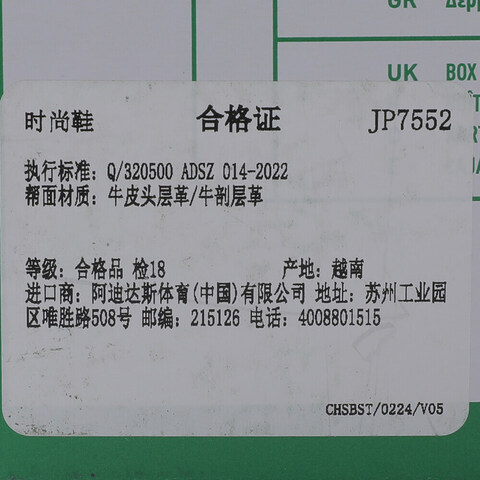 GR Δερμ
UK BOX
时尚鞋 合格证 JP7552
执行标准: Q/320500 ADSZ 014-2022
帮面材质: 牛皮头层革/牛剖层革
等级: 合格品 检18 产地: 越南
进口商: 阿迪达斯体育(中国)有限公司 地址: 苏州工业园
区唯胜路508号 邮编: 215126 电话: 4008801515
CHSBST/0224/V05